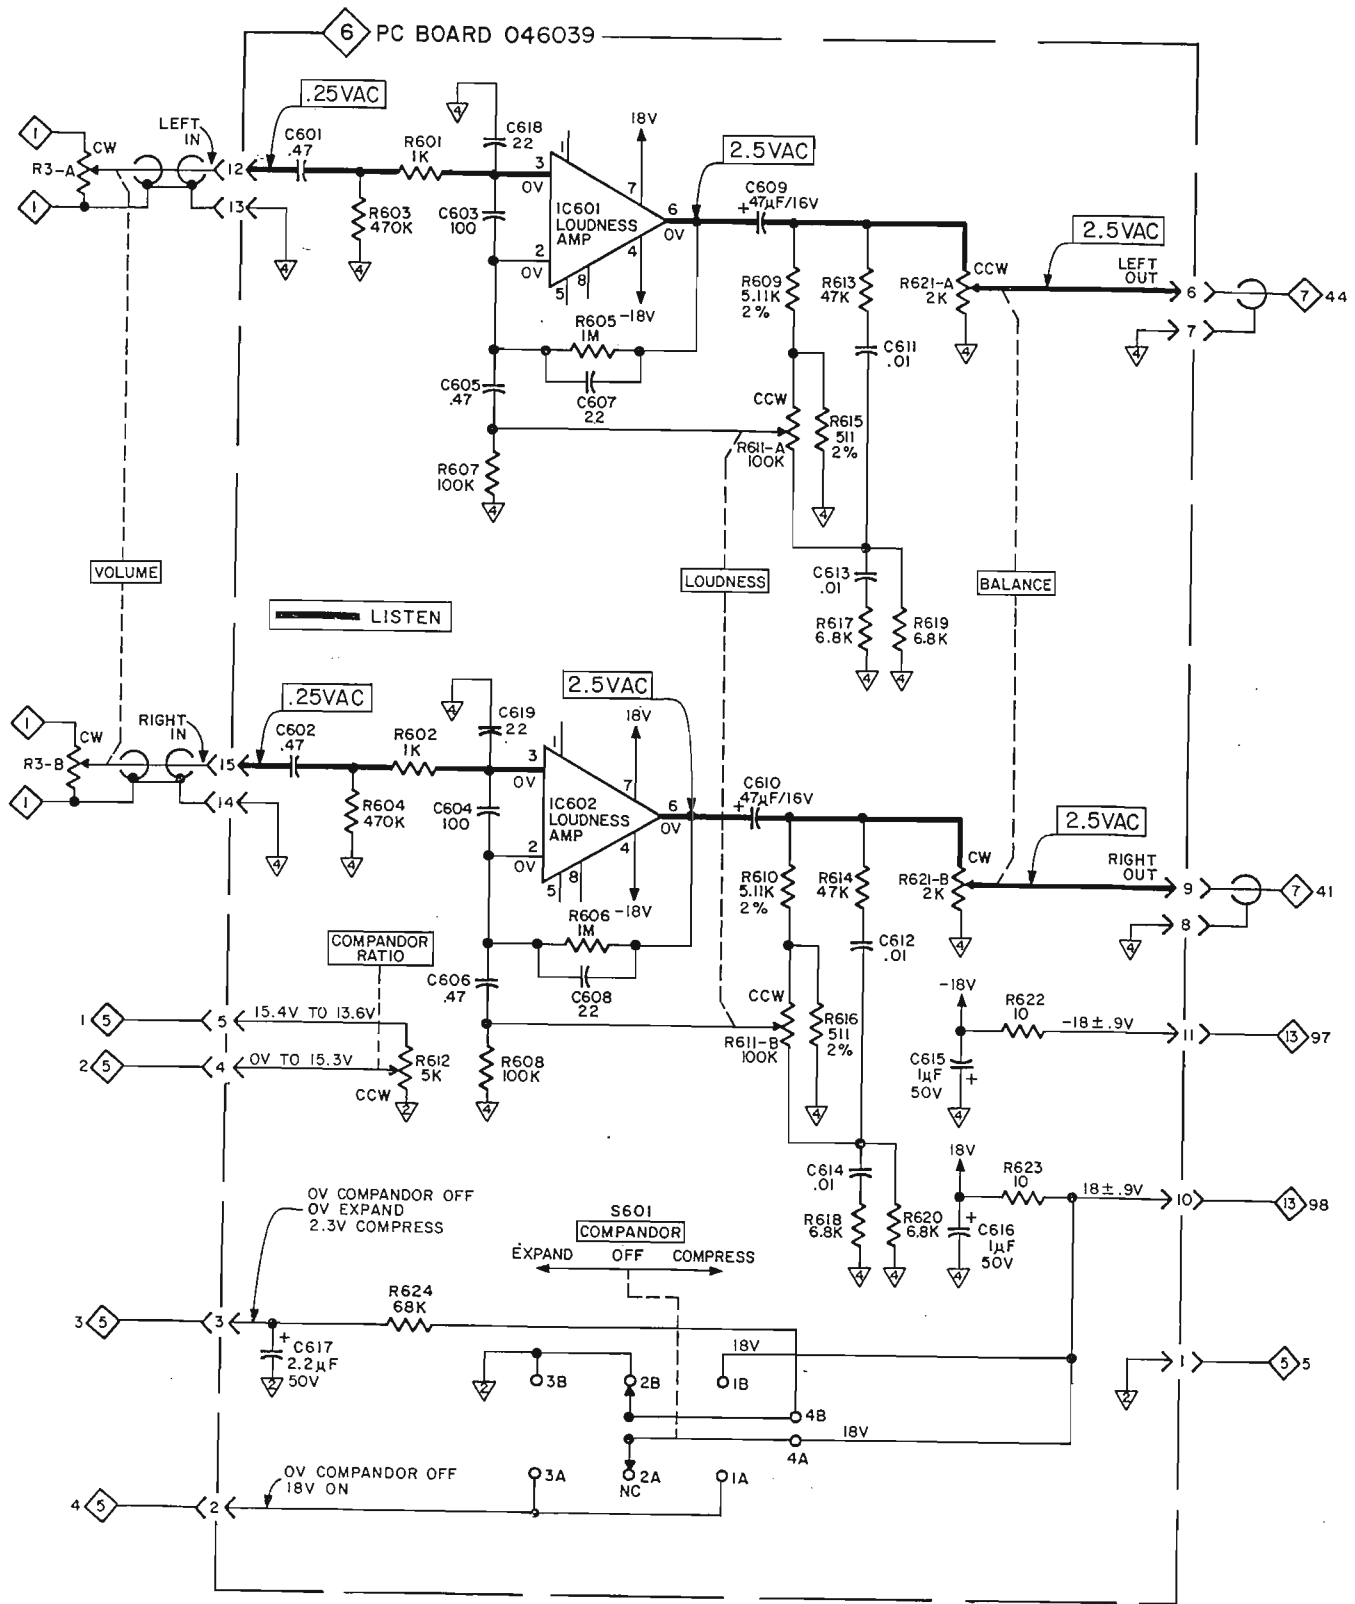 6 PC BOARD 046039
.25VAC
LEFT IN
C601 .47
R601 1K
C618 22
4
1
18V
2.5VAC
1
CW
R3-A
1
12
13
4
R603 470K
4
C603 100
3
0V
2
0V
IC601 LOUDNESS AMP
7
6
0V
4
5
8
-18V
C609 47µF/16V
+
R609 5.11K 2%
R613 47K
R621-A 2K
CCW
4
2.5VAC
LEFT OUT
6
7
4
7 44
R605 1M
C607 22
C605 .47
R607 100K
4
CCW
R611-A 100K
R615 511 2%
4
C611 .01
C613 .01
R617 6.8K
R619 6.8K
4
4
VOLUME
LOUDNESS
BALANCE
LISTEN
.25VAC
2.5VAC
RIGHT IN
C602 .47
R602 1K
C619 22
4
1
18V
1
CW
R3-B
1
15
14
4
R604 470K
4
C604 100
3
0V
2
0V
IC602 LOUDNESS AMP
7
6
0V
4
5
8
-18V
C610 47µF/16V
+
R610 5.11K 2%
R614 47K
R621-B 2K
CW
4
2.5VAC
RIGHT OUT
9
8
4
7 41
COMPANDOR RATIO
R606 1M
C608 22
C606 .47
R608 100K
4
CCW
R611-B 100K
R616 511 2%
4
C612 .01
1 5
5
15.4V TO 13.6V
2 5
4
0V TO 15.3V
R612 5K
CCW
2
-18V
R622 10
-18±.9V
11
13 97
C615 1µF 50V
+
4
C614 .01
R618 6.8K
R620 6.8K
4
4
18V
R623 10
18±.9V
10
13 98
C616 1µF 50V
+
4
0V COMPANDOR OFF
0V EXPAND
2.3V COMPRESS
S601
COMPANDOR
EXPAND OFF COMPRESS
3 5
3
R624 68K
+
C617 2.2µF 50V
2
2
3B
2B
1B
18V
4B
18V
4A
3A
2A
NC
1A
1
2
5 5
0V COMPANDOR OFF
18V ON
4 5
2